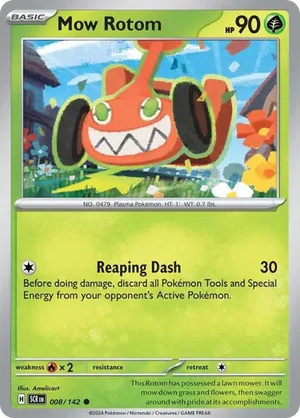 BASIC
Mow Rotom
HP 90
NO. 0479 Plasma Pokémon HT: 1' WT: 0.7 lbs.
Reaping Dash 30
Before doing damage, discard all Pokémon Tools and Special
Energy from your opponent's Active Pokémon.
weakness × 2 resistance retreat
Illus. Amelicart
H SCR EN 008/142
This Rotom has possessed a lawn mower. It will
mow down grass and flowers, then swagger
around with pride at its accomplishments.
©2024 Pokémon / Nintendo / Creatures / GAME FREAK